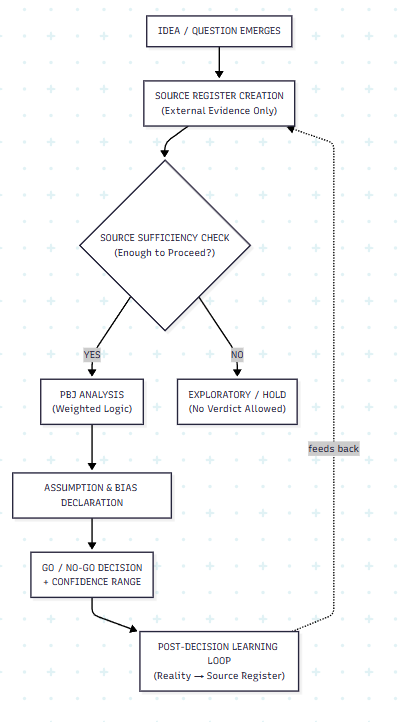 IDEA / QUESTION EMERGES
SOURCE REGISTER CREATION
(External Evidence Only)
SOURCE SUFFICIENCY CHECK
(Enough to Proceed?)
YES
NO
PBJ ANALYSIS
(Weighted Logic)
EXPLORATORY / HOLD
(No Verdict Allowed)
feeds back
ASSUMPTION & BIAS
DECLARATION
GO / NO-GO DECISION
+ CONFIDENCE RANGE
POST-DECISION LEARNING
LOOP
(Reality → Source Register)